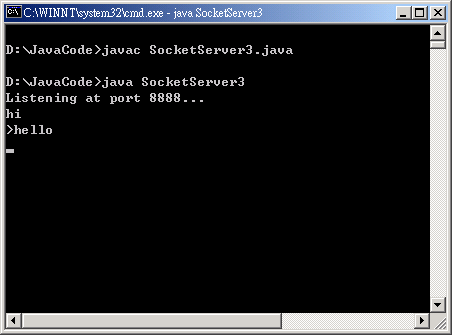 C:\WINNT\system32\cmd.exe - java SocketServer3
D:\JavaCode>javac SocketServer3.java
D:\JavaCode>java SocketServer3
Listening at port 8888...
hi
>hello